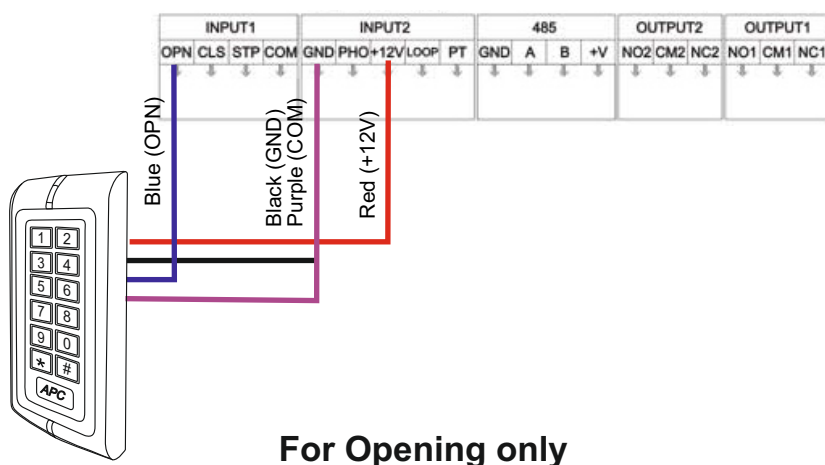 INPUT1 INPUT2 485 OUTPUT2 OUTPUT1
OPN CLS STP COM GND PHO +12V LOOP PT GND A B +V NO2 CM2 NC2 NO1 CM1 NC1
Blue (OPN)
Black (GND)
Purple (COM)
Red (+12V)
1 2
3 4
5 6
7 8
9 0
* #
APC
For Opening only